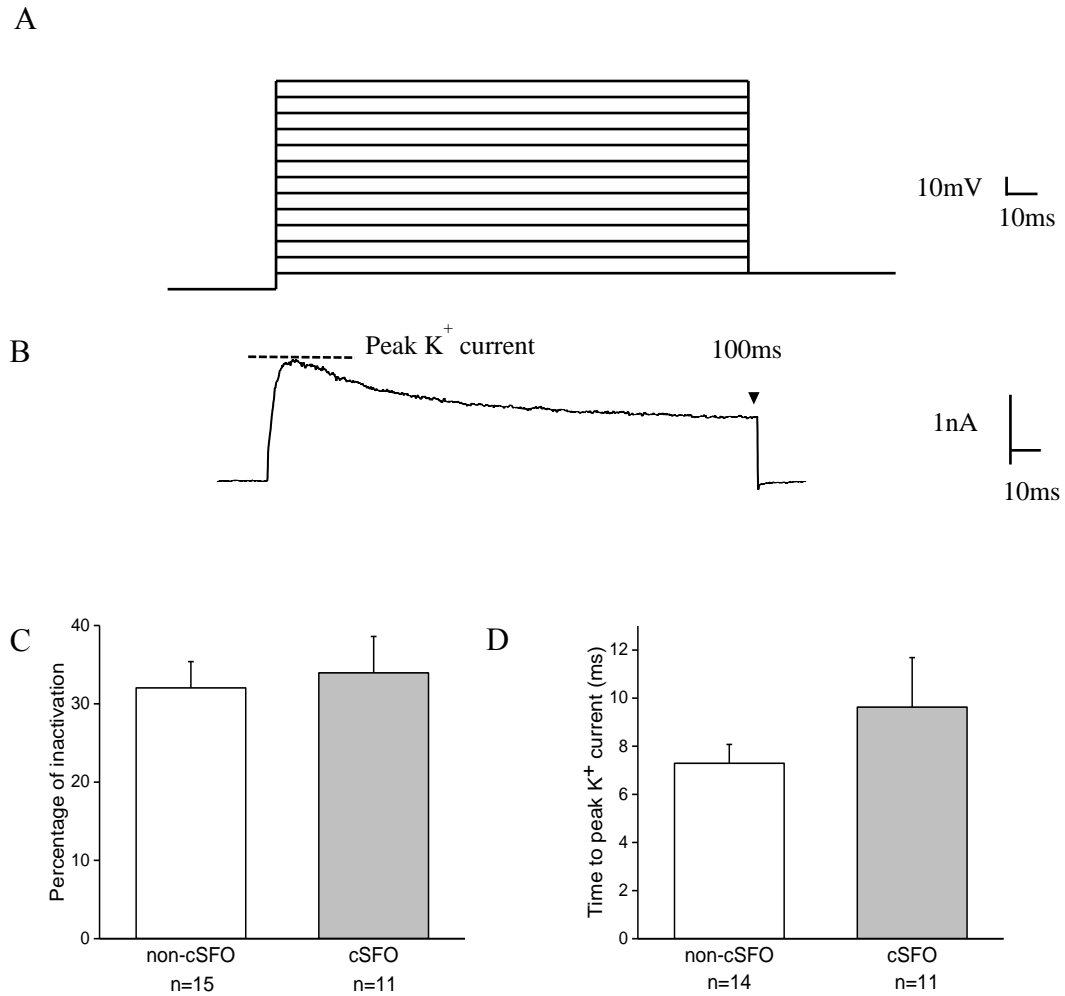 A
10mV
10ms
B
Peak K+ current
100ms
1nA
10ms
C
Percentage of inactivation
40
30
20
10
0
non-cSFO
cSFO
n=15
n=11
D
Time to peak K+ current (ms)
12
10
8
6
4
2
0
non-cSFO
cSFO
n=14
n=11